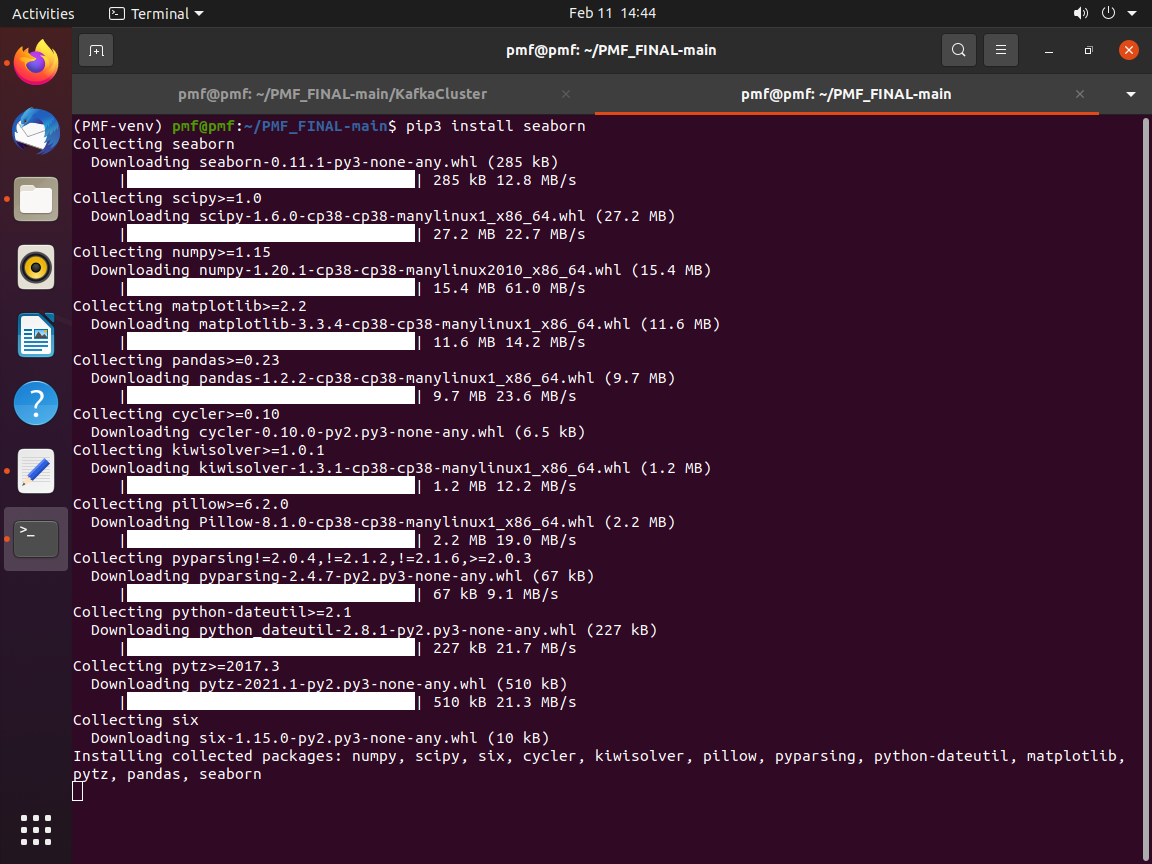 Activities
Terminal
Feb 11 14:44
pmf@pmf: ~/PMF_FINAL-main
pmf@pmf: ~/PMF_FINAL-main/KafkaCluster
pmf@pmf: ~/PMF_FINAL-main
(PMF-venv) pmf@pmf:~/PMF_FINAL-main$ pip3 install seaborn
Collecting seaborn
  Downloading seaborn-0.11.1-py3-none-any.whl (285 kB)
     | | 285 kB 12.8 MB/s
Collecting scipy>=1.0
  Downloading scipy-1.6.0-cp38-cp38-manylinux1_x86_64.whl (27.2 MB)
     | | 27.2 MB 22.7 MB/s
Collecting numpy>=1.15
  Downloading numpy-1.20.1-cp38-cp38-manylinux2010_x86_64.whl (15.4 MB)
     | | 15.4 MB 61.0 MB/s
Collecting matplotlib>=2.2
  Downloading matplotlib-3.3.4-cp38-cp38-manylinux1_x86_64.whl (11.6 MB)
     | | 11.6 MB 14.2 MB/s
Collecting pandas>=0.23
  Downloading pandas-1.2.2-cp38-cp38-manylinux1_x86_64.whl (9.7 MB)
     | | 9.7 MB 23.6 MB/s
Collecting cycler>=0.10
  Downloading cycler-0.10.0-py2.py3-none-any.whl (6.5 kB)
Collecting kiwisolver>=1.0.1
  Downloading kiwisolver-1.3.1-cp38-cp38-manylinux1_x86_64.whl (1.2 MB)
     | | 1.2 MB 12.2 MB/s
Collecting pillow>=6.2.0
  Downloading Pillow-8.1.0-cp38-cp38-manylinux1_x86_64.whl (2.2 MB)
     | | 2.2 MB 19.0 MB/s
Collecting pyparsing!=2.0.4,!=2.1.2,!=2.1.6,>=2.0.3
  Downloading pyparsing-2.4.7-py2.py3-none-any.whl (67 kB)
     | | 67 kB 9.1 MB/s
Collecting python-dateutil>=2.1
  Downloading python_dateutil-2.8.1-py2.py3-none-any.whl (227 kB)
     | | 227 kB 21.7 MB/s
Collecting pytz>=2017.3
  Downloading pytz-2021.1-py2.py3-none-any.whl (510 kB)
     | | 510 kB 21.3 MB/s
Collecting six
  Downloading six-1.15.0-py2.py3-none-any.whl (10 kB)
Installing collected packages: numpy, scipy, six, cycler, kiwisolver, pillow, pyparsing, python-dateutil, matplotlib,
pytz, pandas, seaborn